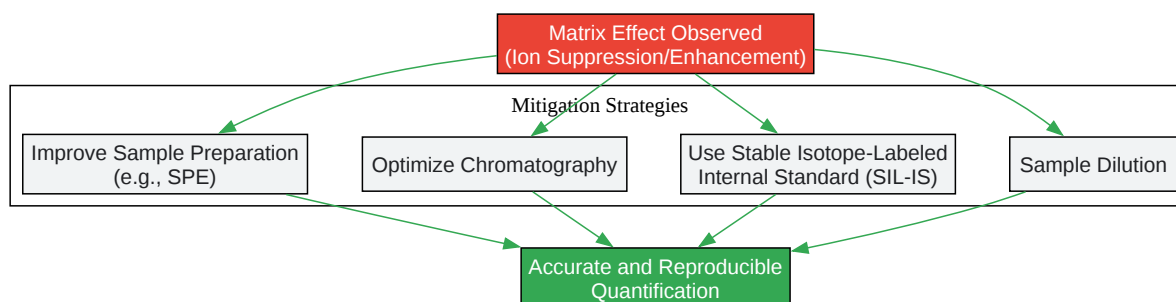 Matrix Effect Observed
(Ion Suppression/Enhancement)
Mitigation Strategies
Improve Sample Preparation
(e.g., SPE)
Optimize Chromatography
Use Stable Isotope-Labeled
Internal Standard (SIL-IS)
Sample Dilution
Accurate and Reproducible
Quantification